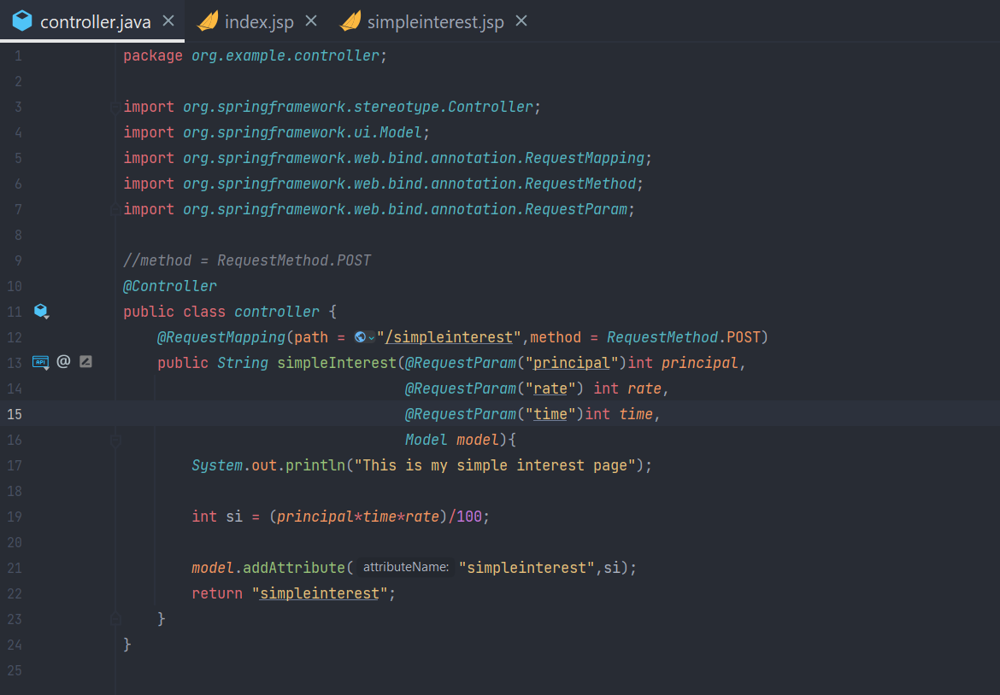 controller.java index.jsp simpleinterest.jsp
1 package org.example.controller;
2
3 import org.springframework.stereotype.Controller;
4 import org.springframework.ui.Model;
5 import org.springframework.web.bind.annotation.RequestMapping;
6 import org.springframework.web.bind.annotation.RequestMethod;
7 import org.springframework.web.bind.annotation.RequestParam;
8
9 //method = RequestMethod.POST
10 @Controller
11 public class controller {
12 @RequestMapping(path = "/simpleinterest",method = RequestMethod.POST)
13 API @ public String simpleInterest(@RequestParam("principal")int principal,
14 @RequestParam("rate") int rate,
15 @RequestParam("time")int time,
16 Model model){
17 System.out.println("This is my simple interest page");
18
19 int si = (principal*time*rate)/100;
20
21 model.addAttribute( attributeName: "simpleinterest",si);
22 return "simpleinterest";
23 }
24 }
25